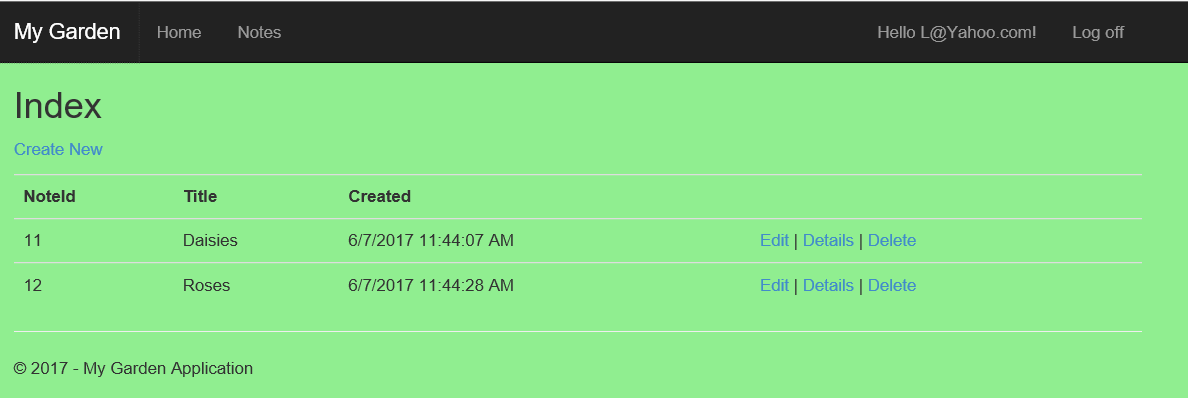 My Garden Home Notes Hello L@Yahoo.com! Log off
Index
Create New
NoteId Title Created
11 Daisies 6/7/2017 11:44:07 AM Edit | Details | Delete
12 Roses 6/7/2017 11:44:28 AM Edit | Details | Delete
© 2017 - My Garden Application